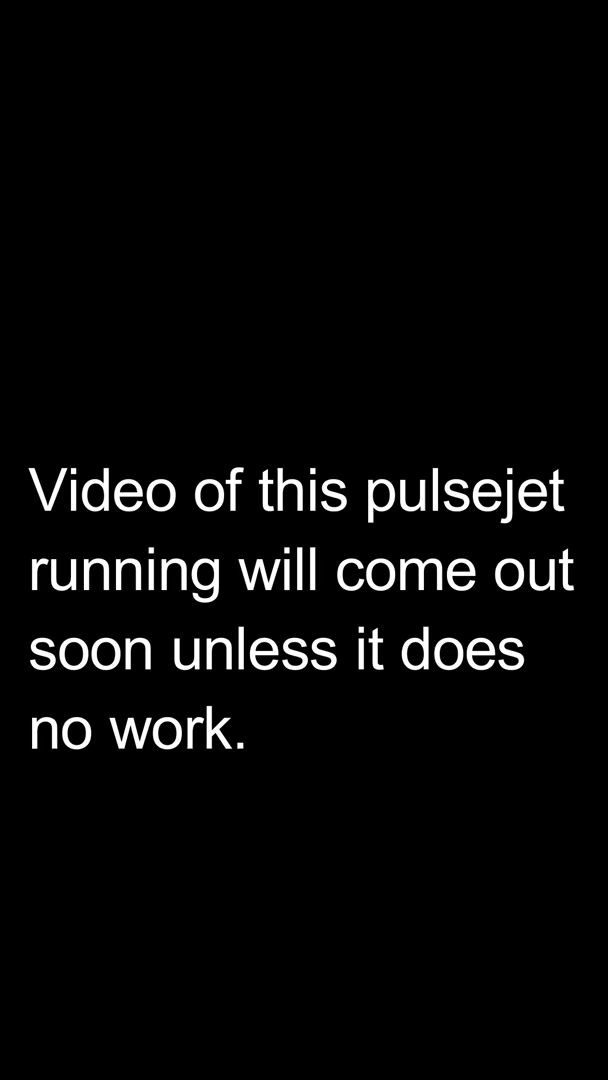 Video of this pulsejet
running will come out
soon unless it does
no work.